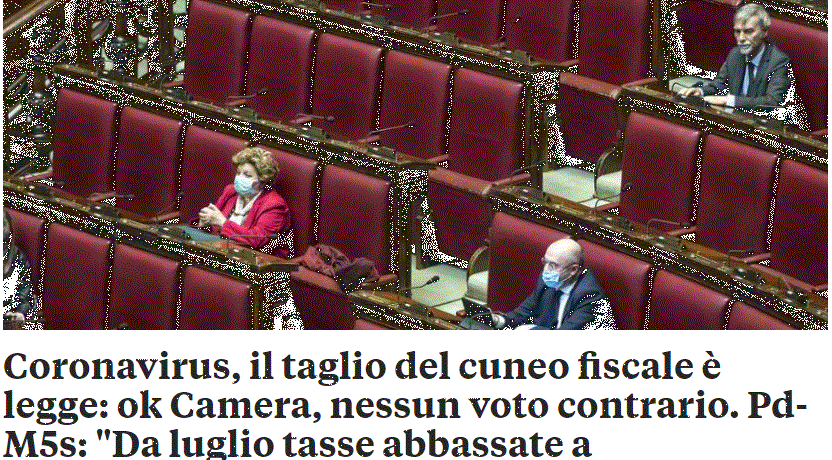 Coronavirus, il taglio del cuneo fiscale è
legge: ok Camera, nessun voto contrario. Pd-
M5s: "Da luglio tasse abbassate a